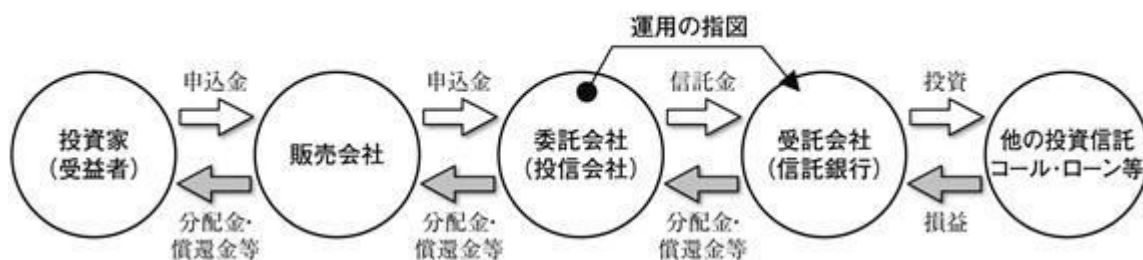 運用の指図
申込金
申込金
信託金
投資
投資家
(受益者)
販売会社
委託会社
(投信会社)
受託会社
(信託銀行)
他の投資信託
コール・ローン等
分配金・
償還金等
分配金・
償還金等
分配金・
償還金等
損益